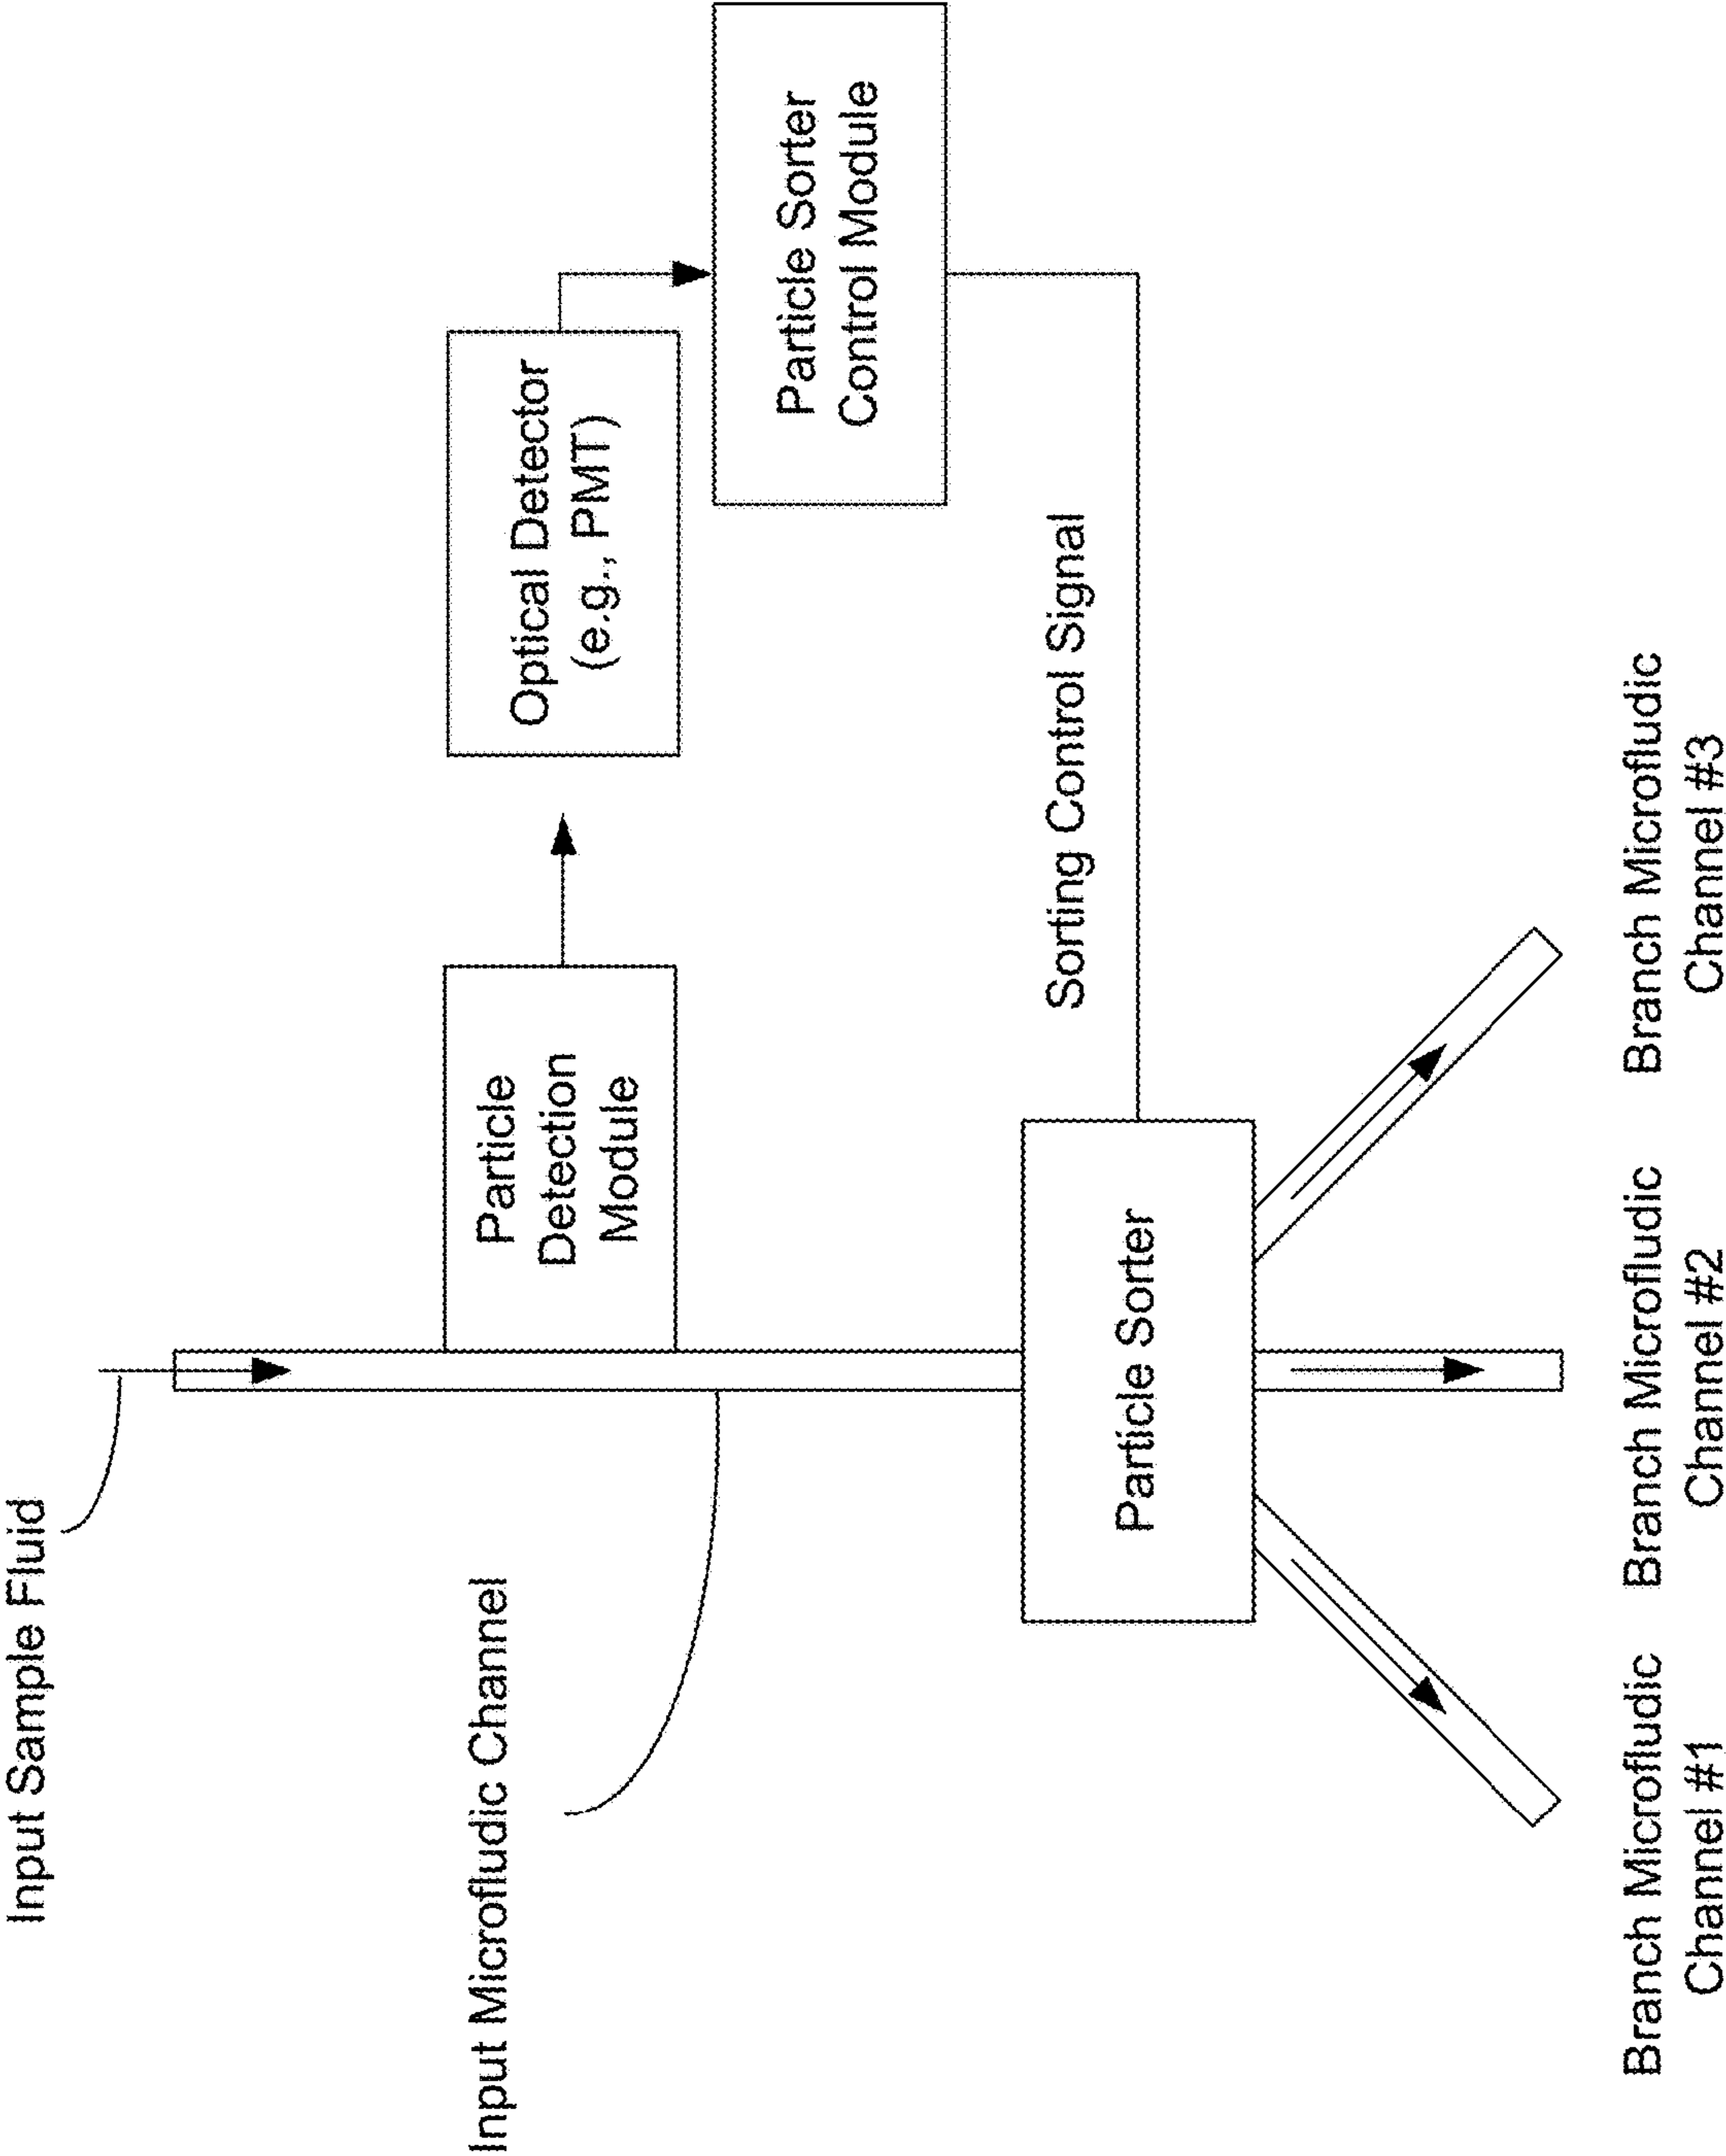 Input Sample Fluid
Input Microfludic Channel
Particle
Detection
Module
Optical Detector
(e.g., PMT)
Particle Sorter
Control Module
Sorting Control Signal
Particle Sorter
Branch Microfludic
Channel #1
Branch Microfludic
Channel #2
Branch Microfludic
Channel #3